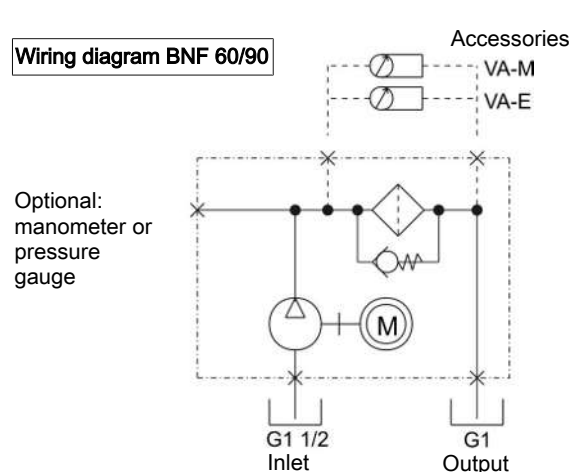 Wiring diagram BNF 60/90
Accessories
VA-M
VA-E
Optional:
manometer or
pressure
gauge
M
G1 1/2
Inlet
G1
Output